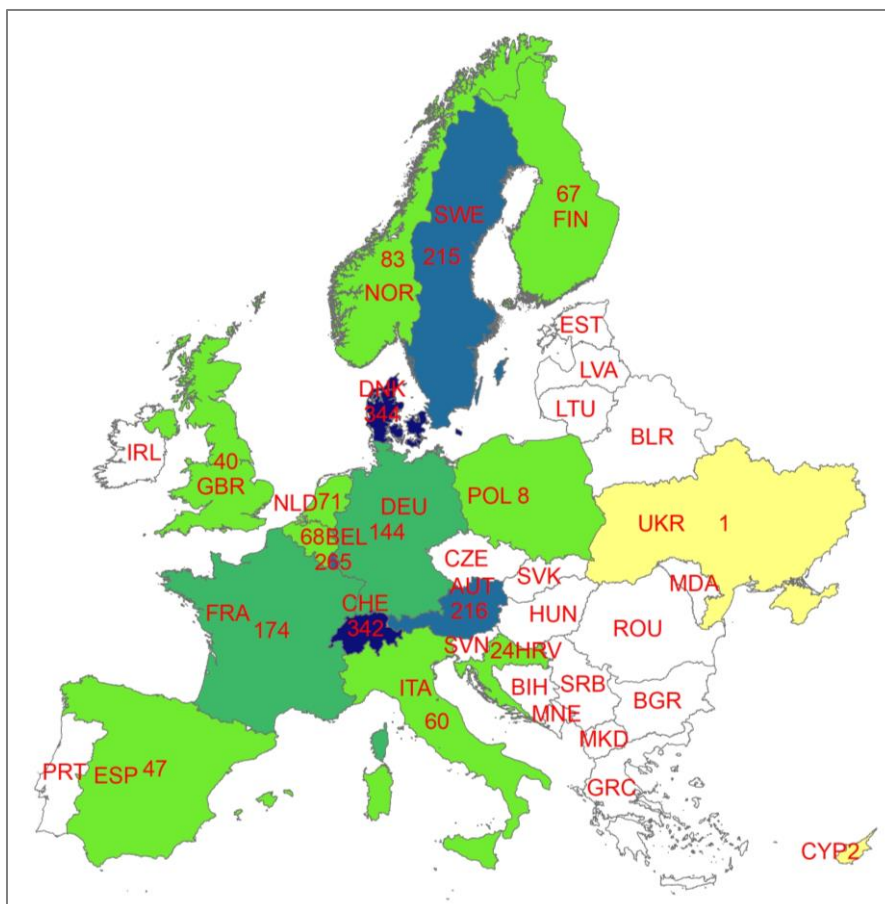 67
FIN
SWE
215
83
NOR
EST
LVA
LTU
BLR
DNK
344
IRL
40
GBR
NLD71
DEU
144
POL 8
UKR 1
68BEL
265
CZE
SVK
MDA
AUT
216
CHE
342
HUN
FRA
174
ROU
SVN
24HRV
BIH
SRB
BGR
ITA
60
MNE
MKD
PRT
ESP 47
GRC
CYP2